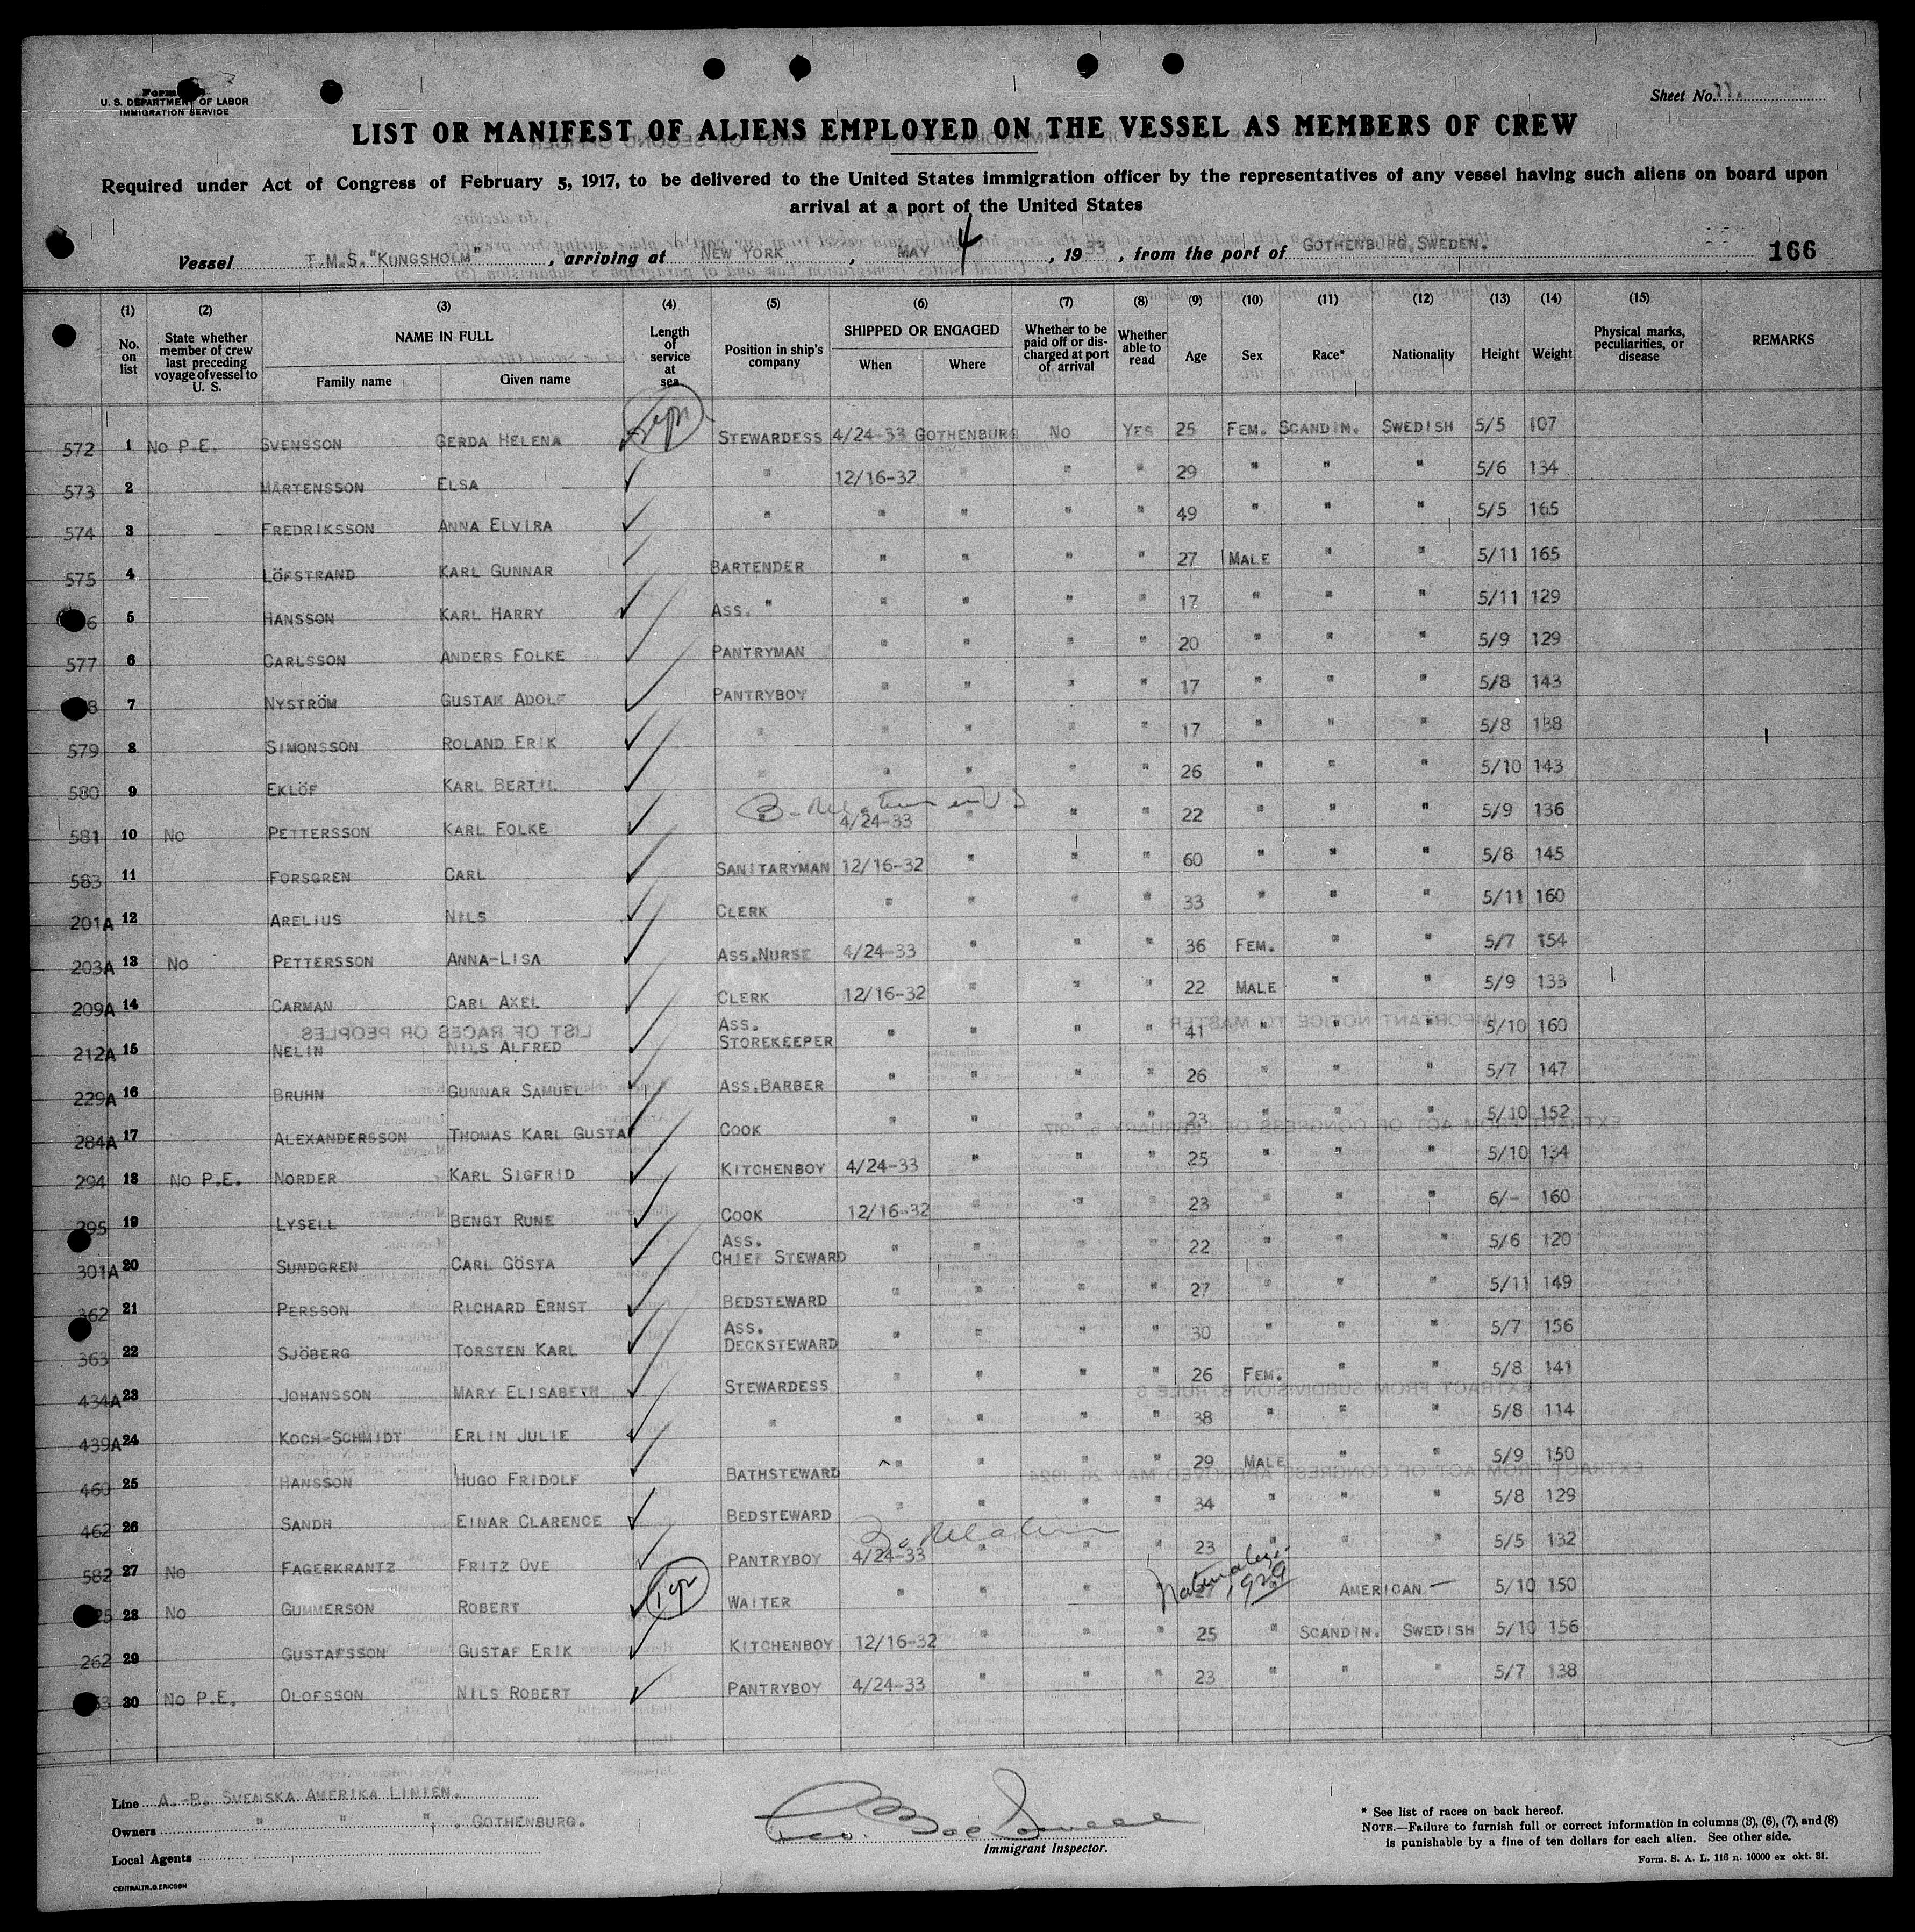 U. S. DEPARTMENT OF LABOR
IMMIGRATION SERVICE
Sheet No. 11.
LIST OR MANIFEST OF ALIENS EMPLOYED ON THE VESSEL AS MEMBERS OF CREW
Required under Act of Congress of February 5, 1917, to be delivered to the United States immigration officer by the representatives of any vessel having such aliens on board upon
arrival at a port of the United States
Vessel T.M.S. "KUNGSHOLM", arriving at NEW YORK, MAY 4, 1933, from the port of GOTHENBURG, SWEDEN. 166
(1) (2) (3) (4) (5) (6) (7) (8) (9) (10) (11) (12) (13) (14) (15)
No. on list State whether member of crew last preceding voyage of vessel to U. S. NAME IN FULL Family name Given name Length of service at sea Position in ship's company SHIPPED OR ENGAGED When Where Whether to be paid off or discharged at port of arrival Whether able to read Age Sex Race* Nationality Height Weight Physical marks, peculiarities, or disease REMARKS
572 1 NO P.E. SVENSSON GERDA HELENA STEWARDESS 4/24-33 GOTHENBURG NO YES 25 FEM. SCANDIN. SWEDISH 5/5 107
573 2 MÅRTENSSON ELSA " 12/16-32 " " " 29 " " " 5/6 134
574 3 FREDRIKSSON ANNA ELVIRA " " " " " 49 " " " 5/5 165
575 4 LÖFSTRAND KARL GUNNAR BARTENDER " " " " 27 MALE " " 5/11 165
6 5 HANSSON KARL HARRY ASS. " " " " " 17 " " " 5/11 129
577 6 CARLSSON ANDERS FOLKE PANTRYMAN " " " " 20 " " " 5/9 129
8 7 NYSTRÖM GUSTAF ADOLF PANTRYBOY " " " " 17 " " " 5/8 143
579 8 SIMONSSON ROLAND ERIK " " " " " 17 " " " 5/8 138
580 9 EKLÖF KARL BERTIL " " " " " 26 " " " 5/10 143
581 10 NO PETTERSSON KARL FOLKE " 4/24-33 " " " 22 " " " 5/9 136
583 11 FORSGREN CARL SANITARYMAN 12/16-32 " " " 60 " " " 5/8 145
201A 12 ARELIUS NILS CLERK " " " " 33 " " " 5/11 160
203A 13 NO PETTERSSON ANNA-LISA ASS.NURSE 4/24-33 " " " 36 FEM. " " 5/7 154
209A 14 CARMAN CARL AXEL CLERK 12/16-32 " " " 22 MALE " " 5/9 133
212A 15 NELIN NILS ALFRED ASS. STOREKEEPER " " " " 41 " " " 5/10 160
229A 16 BRUHN GUNNAR SAMUEL ASS.BARBER " " " " 26 " " " 5/7 147
284A 17 ALEXANDERSSON THOMAS KARL GUSTAF COOK " " " " 23 " " " 5/10 152
294 18 NO P.E. NORDER KARL SIGFRID KITCHENBOY 4/24-33 " " " 25 " " " 5/10 134
295 19 LYSELL BENGT RUNE COOK 12/16-32 " " " 23 " " " 6/- 160
301A 20 SUNDGREN CARL GÖSTA ASS. CHIEF STEWARD " " " " 22 " " " 5/6 120
362 21 PERSSON RICHARD ERNST BEDSTEWARD " " " " 27 " " " 5/11 149
363 22 SJÖBERG TORSTEN KARL ASS. DECKSTEWARD " " " " 30 " " " 5/7 156
434A 23 JOHANSSON MARY ELISABETH STEWARDESS " " " " 26 FEM. " " 5/8 141
439A 24 KOCH-SCHMIDT ERLIN JULIE " " " " " 38 " " " 5/8 114
460 25 HANSSON HUGO FRIDOLF BATHSTEWARD " " " " 29 MALE " " 5/9 150
462 26 SANDH EINAR CLARENCE BEDSTEWARD " " " " 34 " " " 5/8 129
582 27 NO FAGERKRANTZ FRITZ OVE PANTRYBOY 4/24-33 " " " 23 " " " 5/5 132
28 NO GUMMERSON ROBERT WAITER " " " " 1929 AMERICAN — 5/10 150
262 29 GUSTAFSSON GUSTAF ERIK KITCHENBOY 12/16-32 " " " 25 " SCANDIN. SWEDISH 5/10 156
30 NO P.E. OLOFSSON NILS ROBERT PANTRYBOY 4/24-33 " " " 23 " " " 5/7 138
Line A.-B. SVENSKA AMERIKA LINIEN.
Owners " " " . GOTHENBURG.
Local Agents
Immigrant Inspector.
* See list of races on back hereof.
NOTE.—Failure to furnish full or correct information in columns (3), (6), (7), and (8)
is punishable by a fine of ten dollars for each alien. See other side.
Form. S. A. L. 116 n. 10000 ex okt. 31.
CENTRALTR. G. ERICSON